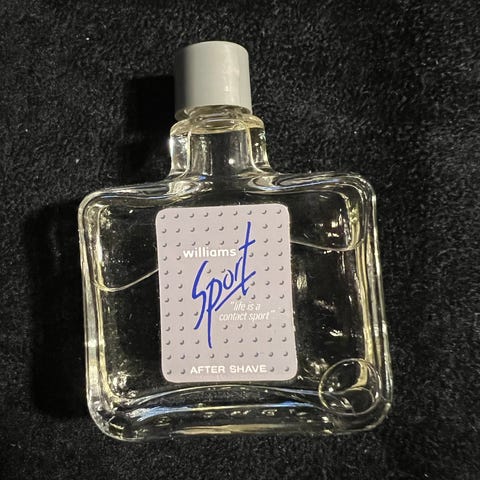 williams
Sport
"life is a
contact sport"
AFTER SHAVE